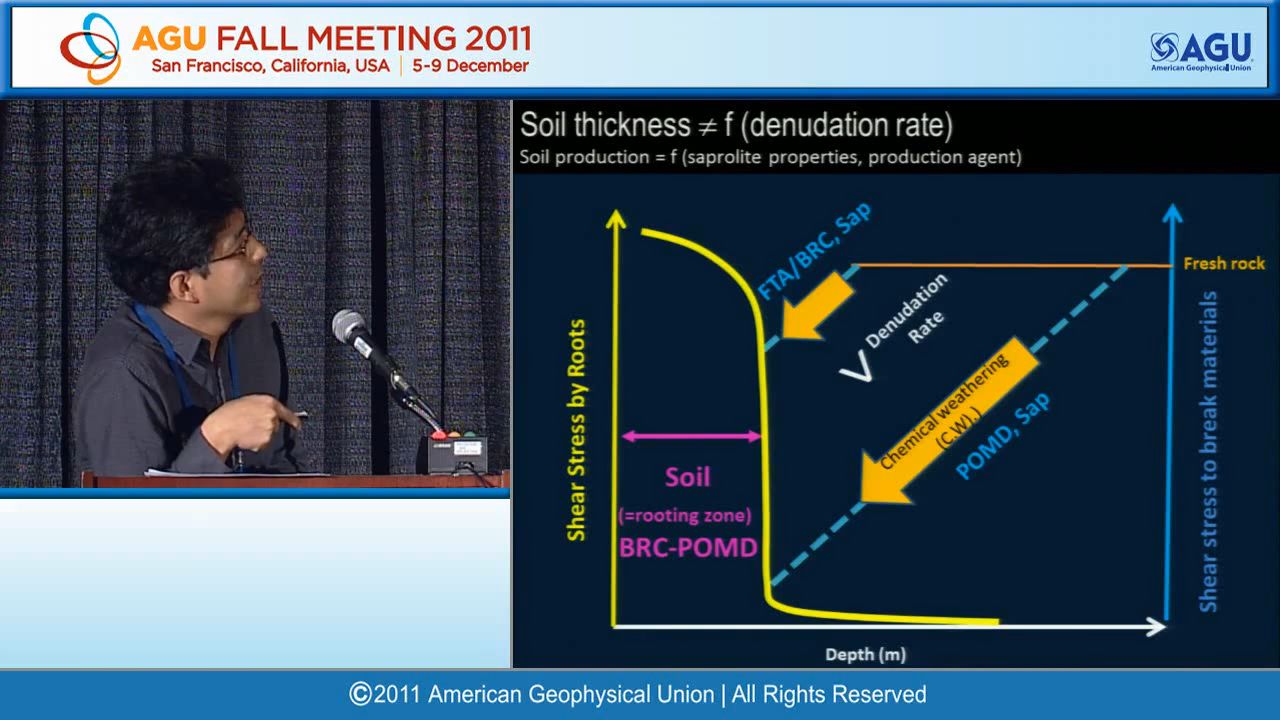 AGU FALL MEETING 2011
San Francisco, California, USA | 5-9 December
AGU
American Geophysical Union
Soil thickness ≠ f (denudation rate)
Soil production = f (saprolite properties, production agent)
FTA/BRC, Sap
Fresh rock
Denudation
Rate
V
Chemical weathering
(C.W).)
POMD, Sap
Shear Stress by Roots
Shear stress to break materials
Soil
(=rooting zone)
BRC-POMD
Depth (m)
©2011 American Geophysical Union | All Rights Reserved